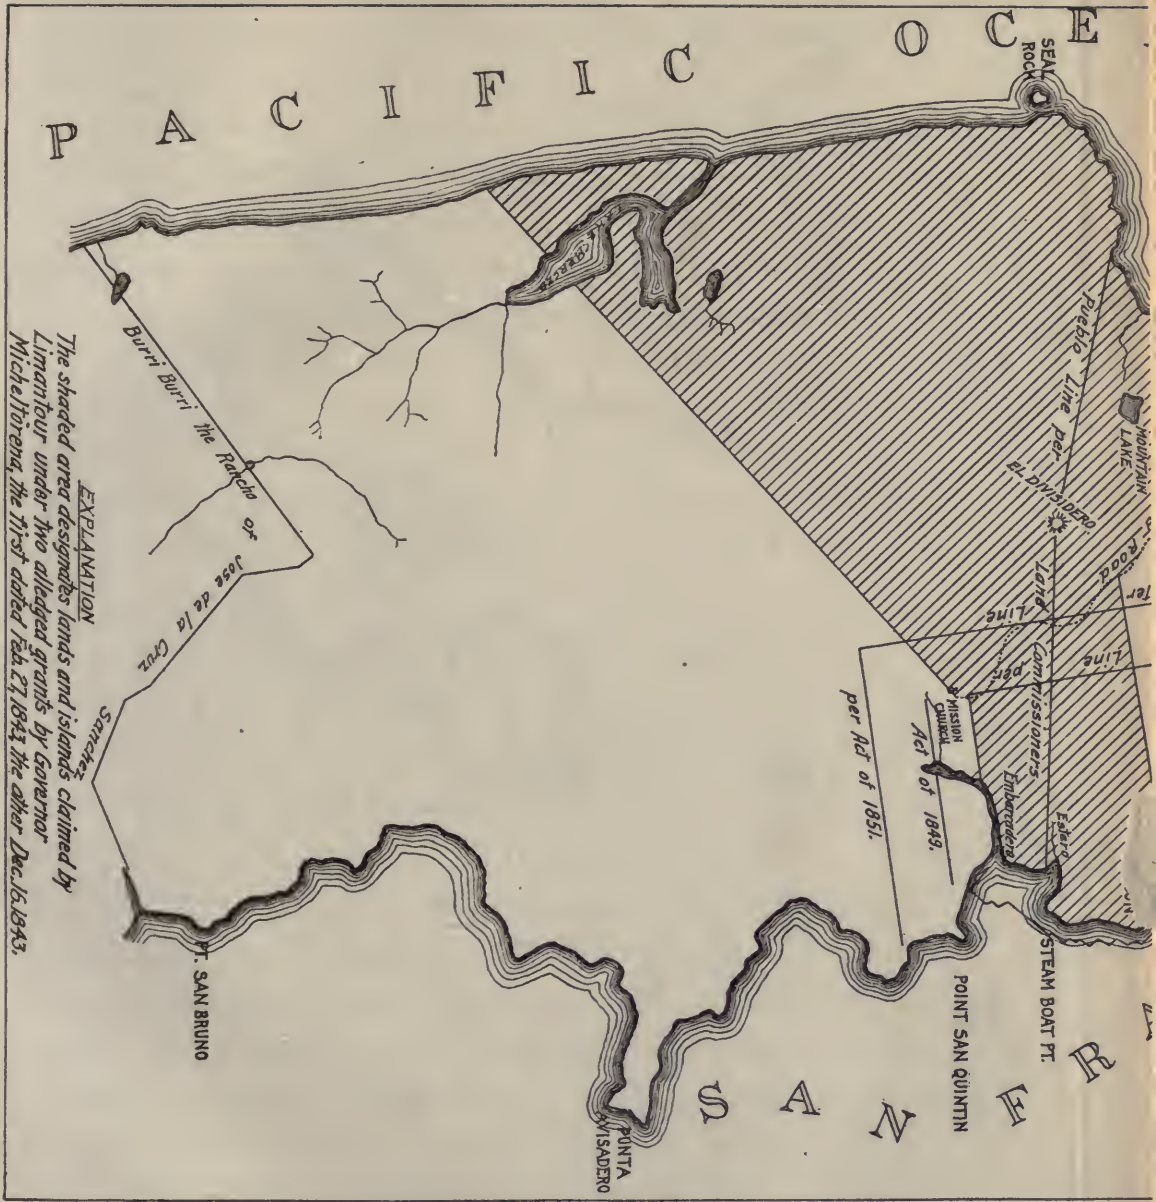 PACIFIC OCE
SEAL
ROCK
MERCED
Pueblo Line per Land Commissioners
MOUNTAIN
LAKE
EL DIVISIDERO
Road
Ter
Line
Line per
MISSION
CHURCH
Act of 1849.
per Act of 1851.
Embarcadero
Estero
STEAM BOAT PT.
POINT SAN QUINTIN
SAN FR
PUNTA
AVISADERO
PT. SAN BRUNO
Burri Burri the Rancho of
Jose de la Cruz
Sanchez
EXPLANATION
The shaded area designates lands and islands claimed by
Limantour under two alledged grants by Governor
Micheltorena, the first dated Feb. 27, 1843, the other Dec. 16, 1843.